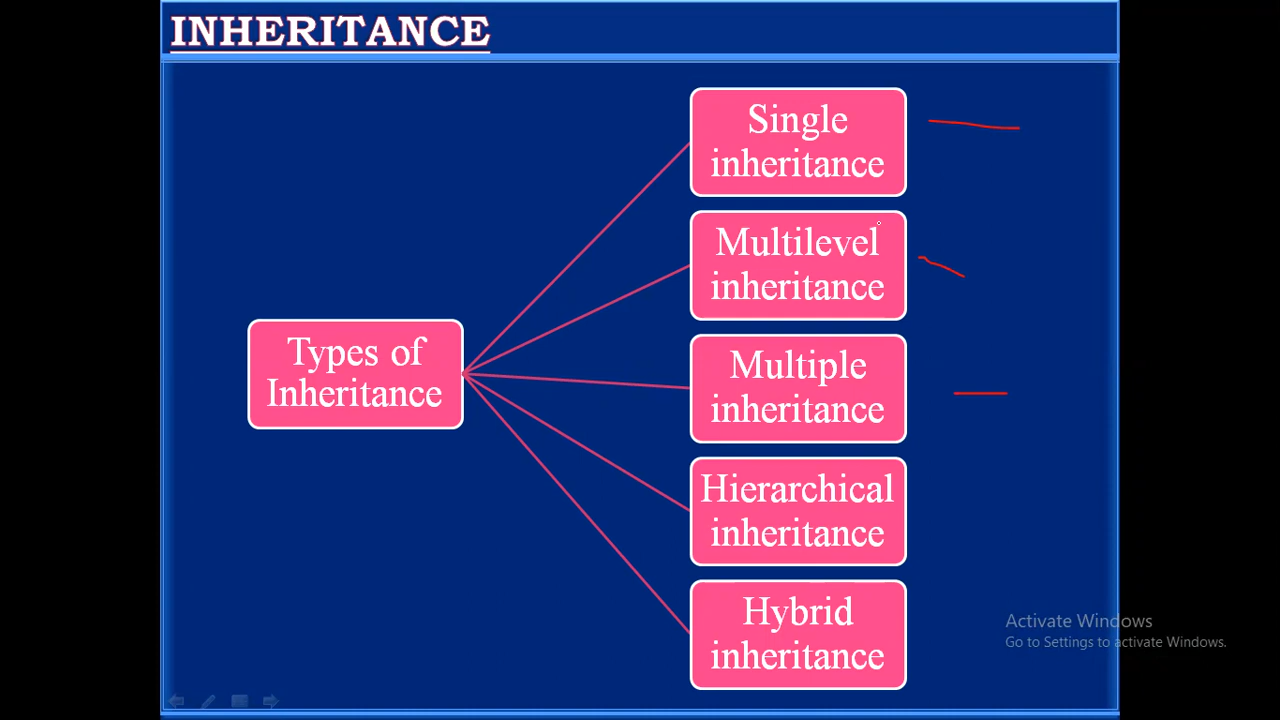 INHERITANCE
Types of
Inheritance
Single
inheritance
Multilevel
inheritance
Multiple
inheritance
Hierarchical
inheritance
Hybrid
inheritance
Activate Windows
Go to Settings to activate Windows.